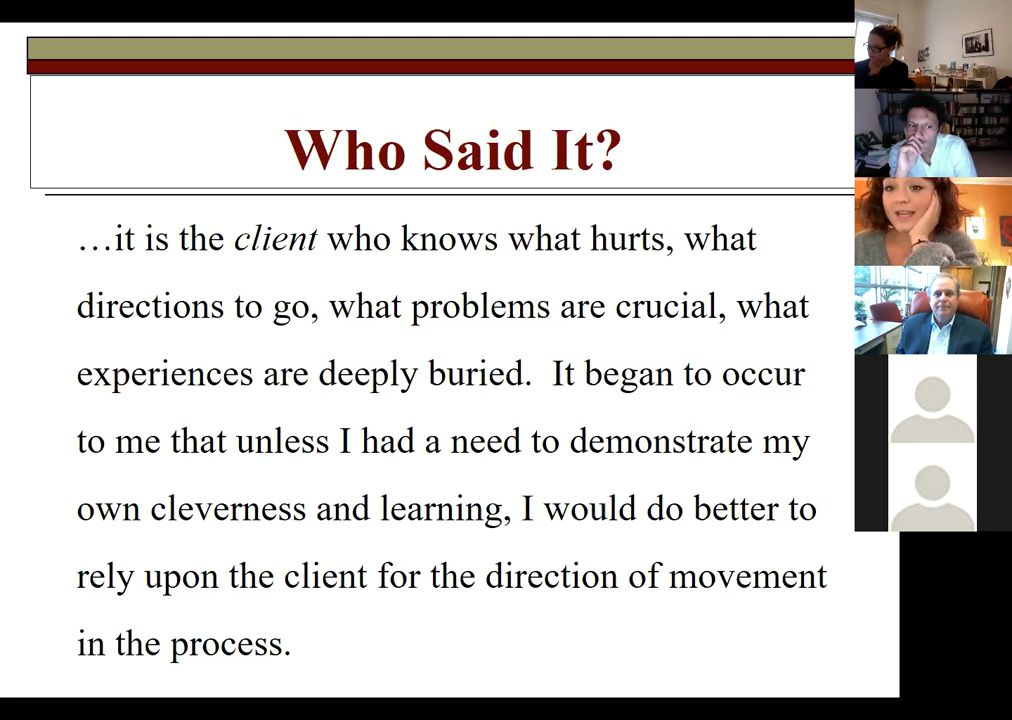 Who Said It?
…it is the client who knows what hurts, what
directions to go, what problems are crucial, what
experiences are deeply buried.  It began to occur
to me that unless I had a need to demonstrate my
own cleverness and learning, I would do better to
rely upon the client for the direction of movement
in the process.